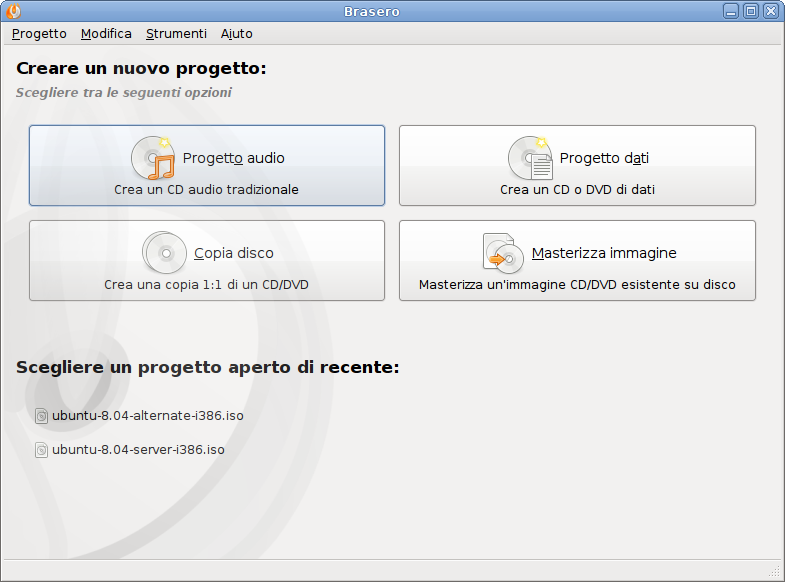 Brasero
Progetto Modifica Strumenti Aiuto
Creare un nuovo progetto:
Scegliere tra le seguenti opzioni
Progetto audio
Crea un CD audio tradizionale
Progetto dati
Crea un CD o DVD di dati
Copia disco
Crea una copia 1:1 di un CD/DVD
Masterizza immagine
Masterizza un'immagine CD/DVD esistente su disco
Scegliere un progetto aperto di recente:
ubuntu-8.04-alternate-i386.iso
ubuntu-8.04-server-i386.iso